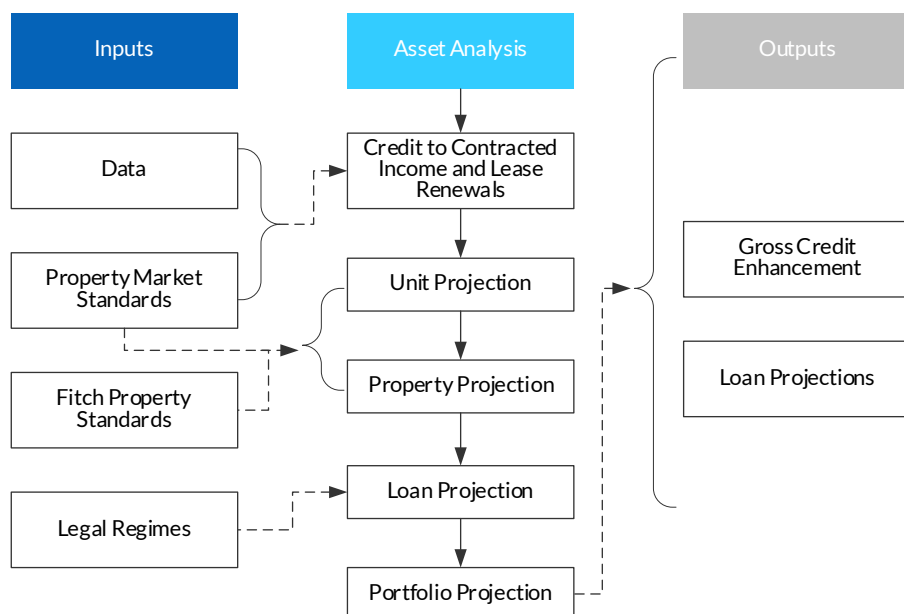 Inputs
Asset Analysis
Outputs
Data
Property Market
Standards
Fitch Property
Standards
Legal Regimes
Credit to Contracted
Income and Lease
Renewals
Unit Projection
Property Projection
Loan Projection
Portfolio Projection
Gross Credit
Enhancement
Loan Projections